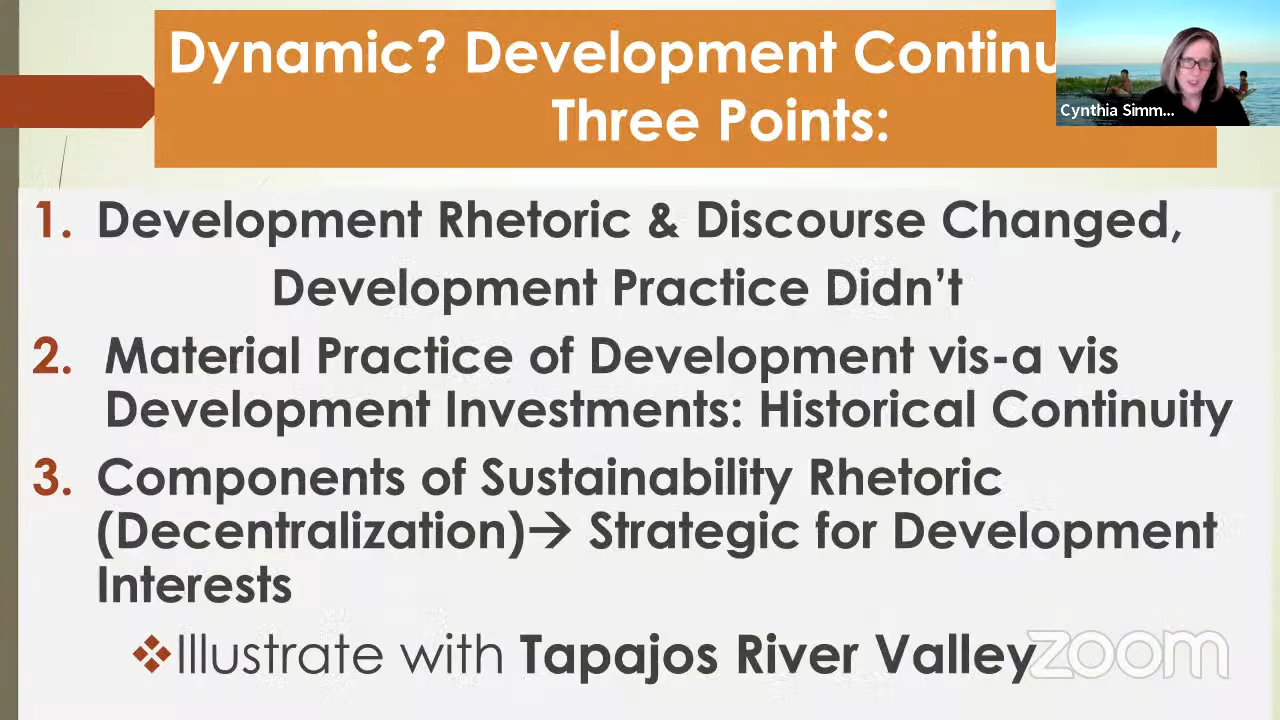 Dynamic? Development Continu
Three Points:
Cynthia Simm...
1. Development Rhetoric & Discourse Changed,
Development Practice Didn't
2. Material Practice of Development vis-a vis
Development Investments: Historical Continuity
3. Components of Sustainability Rhetoric
(Decentralization)→ Strategic for Development
Interests
❖Illustrate with Tapajos River Valley
zoom